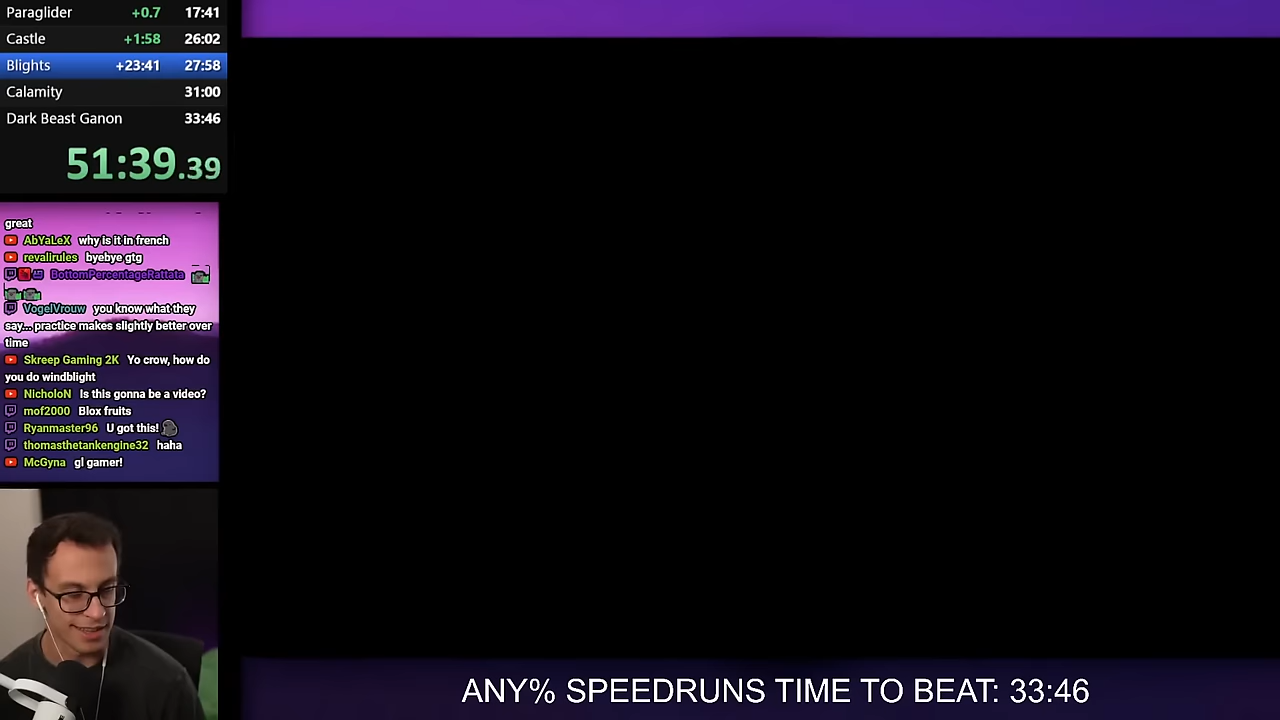 Paraglider +0.7 17:41
Castle +1:58 26:02
Blights +23:41 27:58
Calamity 31:00
Dark Beast Ganon 33:46
51:39.39
great
AbYaLeX why is it in french
revalirules byebye gtg
BottomPercentageRattata
VogelVrouw you know what they
say... practice makes slightly better over
time
Skreep Gaming 2K Yo crow, how do
you do windblight
NicholoN Is this gonna be a video?
mof2000 Blox fruits
Ryanmaster96 U got this!
thomasthetankengine32 haha
McGyna gl gamer!
ANY% SPEEDRUNS TIME TO BEAT: 33:46